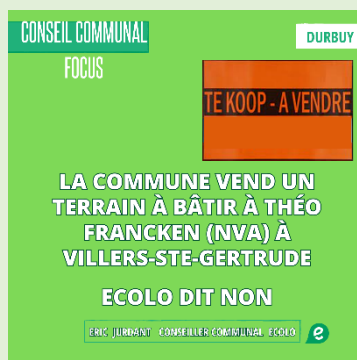 CONSEIL COMMUNAL
DURBUY
FOCUS
TE KOOP - A VENDRE
LA COMMUNE VEND UN
TERRAIN À BÂTIR À THÉO
FRANCKEN (NVA) À
VILLERS-STE-GERTRUDE
ECOLO DIT NON
ERIC JURDANT CONSEILLER COMMUNAL ECOLO
e